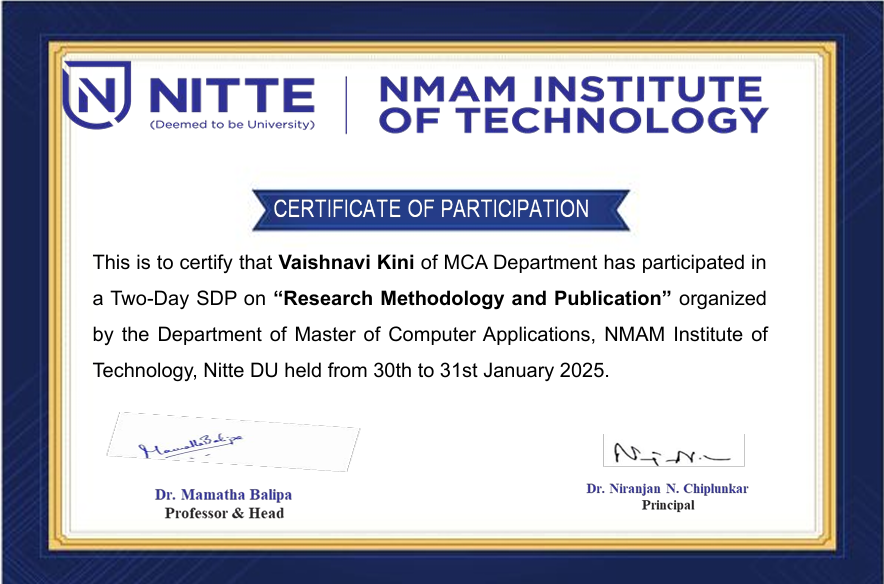 N NITTE
(Deemed to be University)
NMAM INSTITUTE
OF TECHNOLOGY
CERTIFICATE OF PARTICIPATION
This is to certify that Vaishnavi Kini of MCA Department has participated in
a Two-Day SDP on “Research Methodology and Publication” organized
by the Department of Master of Computer Applications, NMAM Institute of
Technology, Nitte DU held from 30th to 31st January 2025.
Mamatha Balipa
Dr. Mamatha Balipa
Professor & Head
Dr. Niranjan N. Chiplunkar
Principal